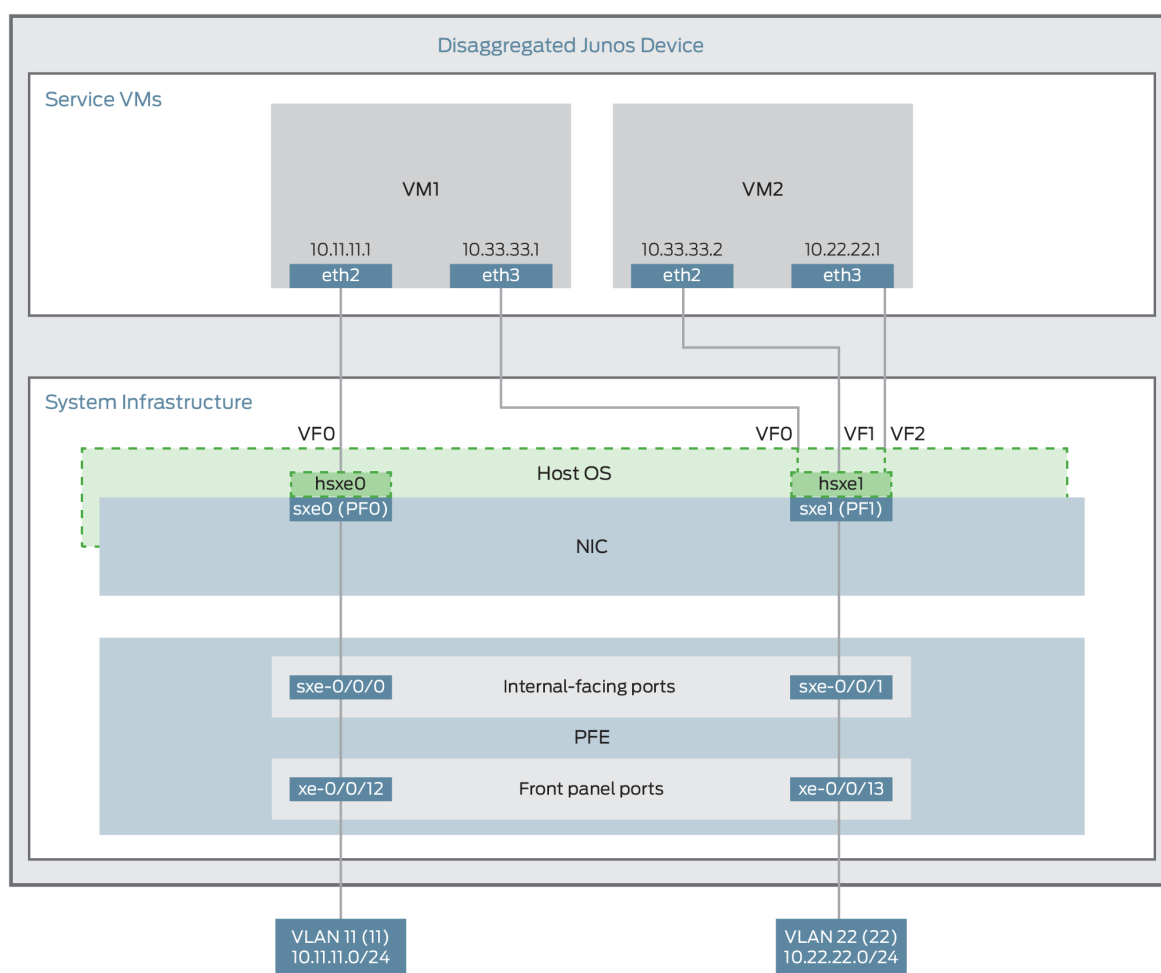 Disaggregated Junos Device
Service VMs
VM1
VM2
10.11.11.1
10.33.33.1
10.33.33.2
10.22.22.1
eth2
eth3
eth2
eth3
System Infrastructure
VF0
VF0
VF1
VF2
Host OS
hsxe0
hsxe1
sxe0 (PF0)
sxe1 (PF1)
NIC
sxe-0/0/0
Internal-facing ports
sxe-0/0/1
PFE
xe-0/0/12
Front panel ports
xe-0/0/13
VLAN 11 (11)
10.11.11.0/24
VLAN 22 (22)
10.22.22.0/24